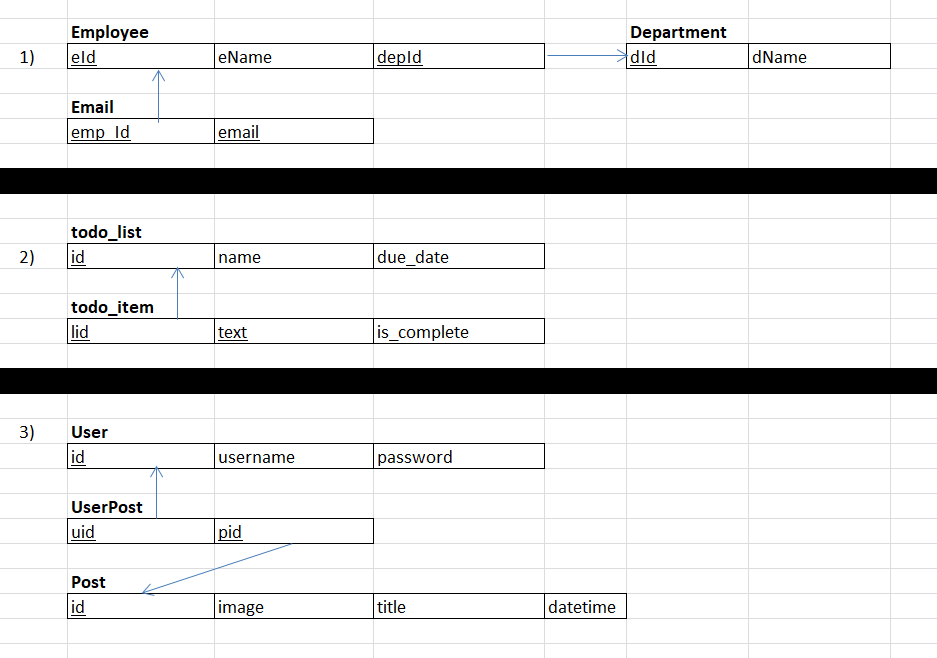 Employee Department
1) eId eName depId dId dName
Email
emp_Id email
todo_list
2) id name due_date
todo_item
lid text is_complete
3) User
id username password
UserPost
uid pid
Post
id image title datetime